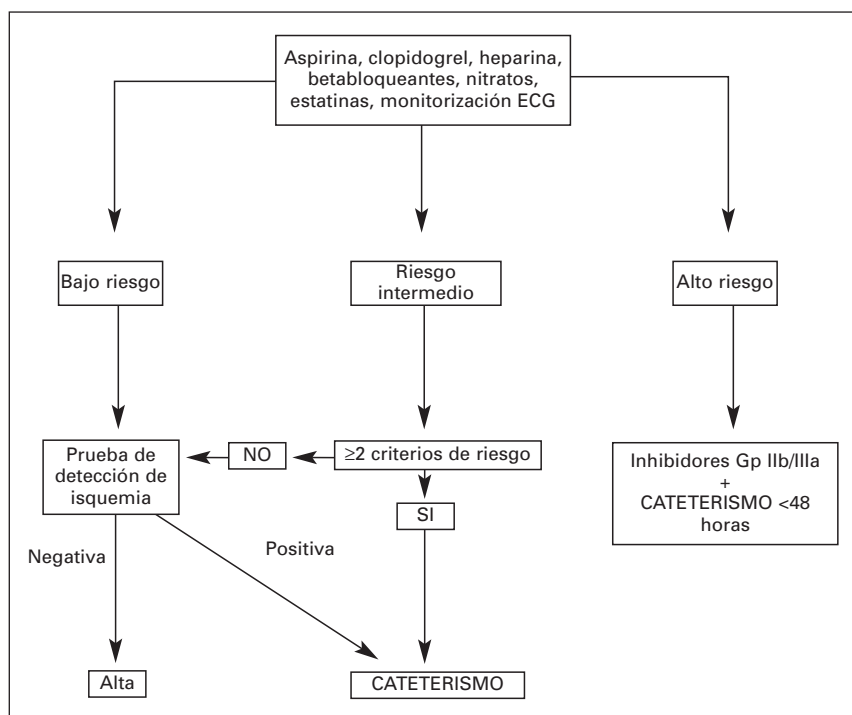 Aspirina, clopidogrel, heparina,
betabloqueantes, nitratos,
estatinas, monitorización ECG
Bajo riesgo
Riesgo
intermedio
Alto riesgo
Prueba de
detección de
isquemia
NO
≥2 criterios de riesgo
Inhibidores Gp IIb/IIIa
+
CATETERISMO <48
horas
SI
Negativa
Positiva
Alta
CATETERISMO